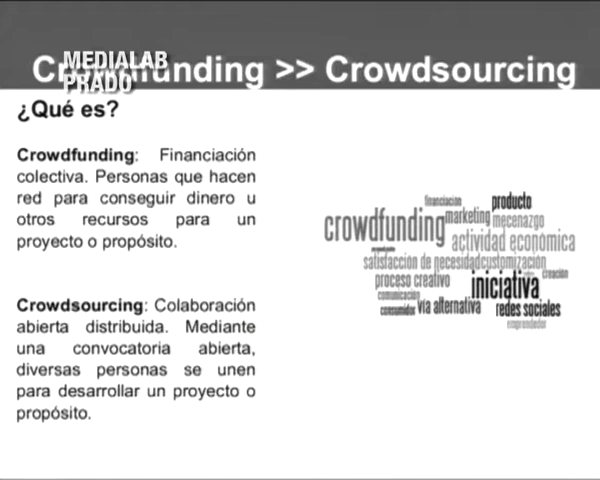 Crowdfunding >> Crowdsourcing
MEDIALAB
PRADO
¿Qué es?
Crowdfunding: Financiación
colectiva. Personas que hacen
red para conseguir dinero u
otros recursos para un
proyecto o propósito.
Crowdsourcing: Colaboración
abierta distribuida. Mediante
una convocatoria abierta,
diversas personas se unen
para desarrollar un proyecto o
propósito.
financiacion producto
crowdfunding marketing mecenazgo
actividad económica
satisfacción de necesidad customización
proceso creativo iniciativa creación
comunicación
consumidor via alternativa redes sociales
emprendedor